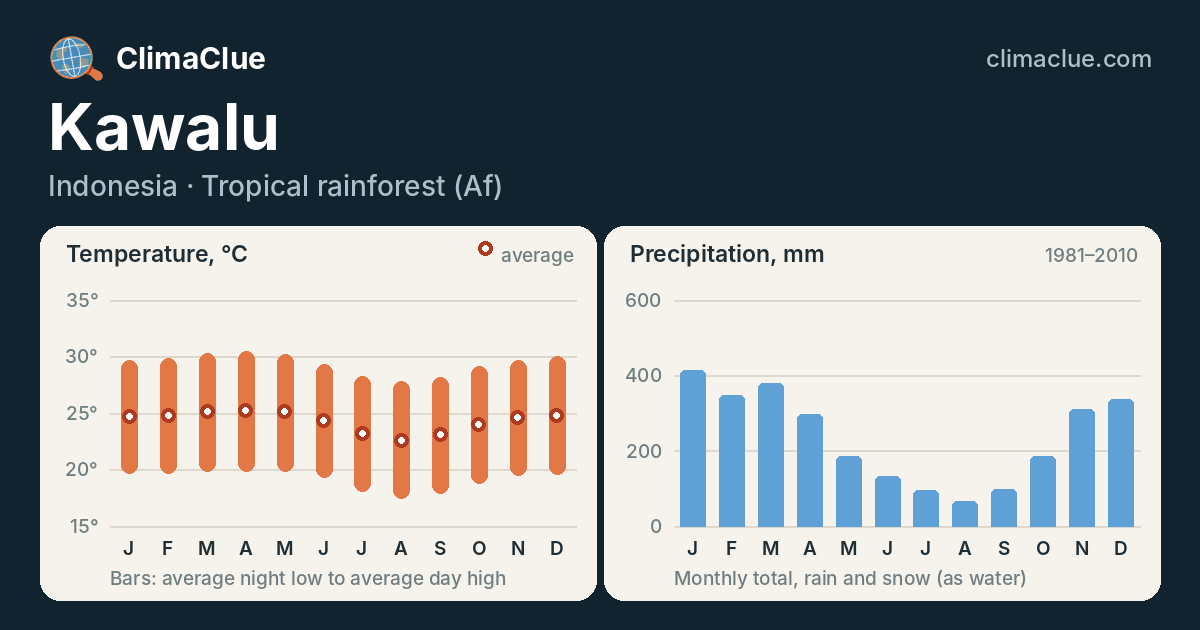 ClimaClue
climaclue.com
Kawalu
Indonesia · Tropical rainforest (Af)
Temperature, °C
average
35°
30°
25°
20°
15°
J F M A M J J A S O N D
Bars: average night low to average day high
Precipitation, mm
1981–2010
600
400
200
0
J F M A M J J A S O N D
Monthly total, rain and snow (as water)